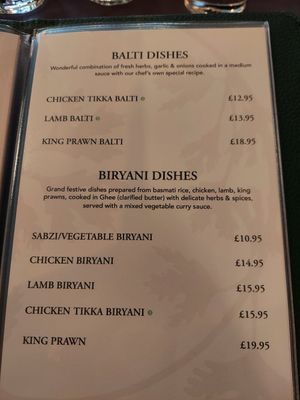 BALTI DISHES
Wonderful combination of fresh herbs, garlic & onions cooked in a medium
sauce with our chef's own special recipe.
CHICKEN TIKKA BALTI £12.95
LAMB BALTI £13.95
KING PRAWN BALTI £18.95
BIRYANI DISHES
Grand festive dishes prepared from basmati rice, chicken, lamb, king
prawns, cooked in Ghee (clarified butter) with delicate herbs & spices,
served with a mixed vegetable curry sauce.
SABZI/VEGETABLE BIRYANI £10.95
CHICKEN BIRYANI £14.95
LAMB BIRYANI £15.95
CHICKEN TIKKA BIRYANI £15.95
KING PRAWN £19.95